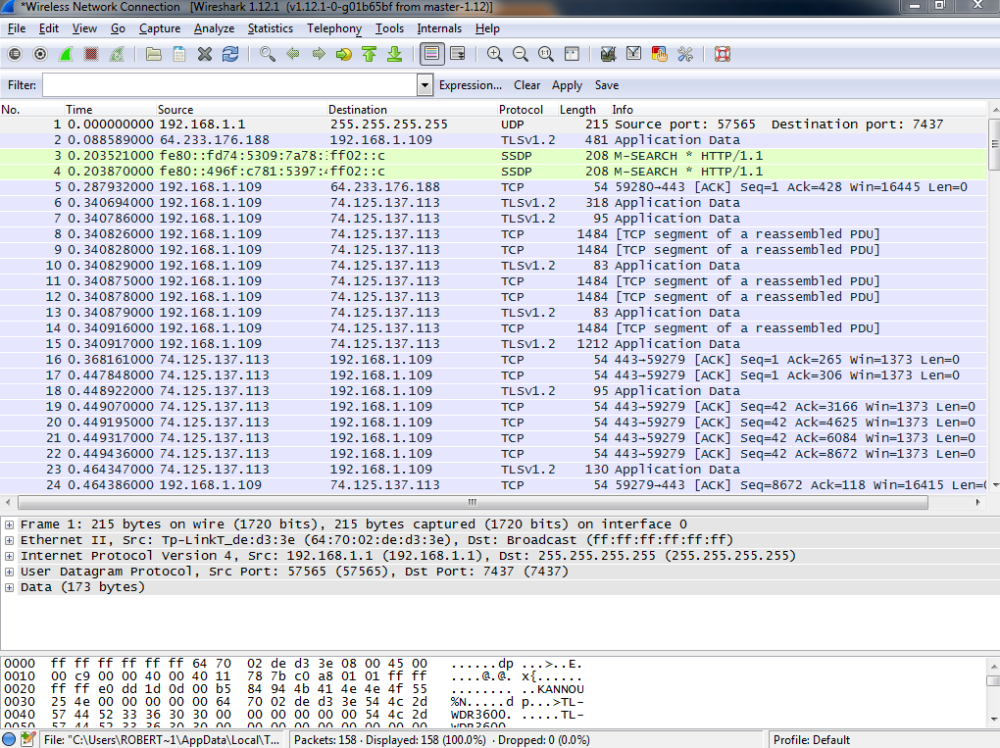 *Wireless Network Connection [Wireshark 1.12.1 (v1.12.1-0-g01b65bf from master-1.12)]
File Edit View Go Capture Analyze Statistics Telephony Tools Internals Help
Filter: Expression... Clear Apply Save
No. Time Source Destination Protocol Length Info
1 0.000000000 192.168.1.1 255.255.255.255 UDP 215 Source port: 57565 Destination port: 7437
2 0.088589000 64.233.176.188 192.168.1.109 TLSv1.2 481 Application Data
3 0.203521000 fe80::fd74:5309:7a78: ff02::c SSDP 208 M-SEARCH * HTTP/1.1
4 0.203870000 fe80::496f:c781:5397: ff02::c SSDP 208 M-SEARCH * HTTP/1.1
5 0.287932000 192.168.1.109 64.233.176.188 TCP 54 59280→443 [ACK] Seq=1 Ack=428 Win=16445 Len=0
6 0.340694000 192.168.1.109 74.125.137.113 TLSv1.2 318 Application Data
7 0.340786000 192.168.1.109 74.125.137.113 TLSv1.2 95 Application Data
8 0.340826000 192.168.1.109 74.125.137.113 TCP 1484 [TCP segment of a reassembled PDU]
9 0.340828000 192.168.1.109 74.125.137.113 TCP 1484 [TCP segment of a reassembled PDU]
10 0.340829000 192.168.1.109 74.125.137.113 TLSv1.2 83 Application Data
11 0.340875000 192.168.1.109 74.125.137.113 TCP 1484 [TCP segment of a reassembled PDU]
12 0.340878000 192.168.1.109 74.125.137.113 TCP 1484 [TCP segment of a reassembled PDU]
13 0.340879000 192.168.1.109 74.125.137.113 TLSv1.2 83 Application Data
14 0.340916000 192.168.1.109 74.125.137.113 TCP 1484 [TCP segment of a reassembled PDU]
15 0.340917000 192.168.1.109 74.125.137.113 TLSv1.2 1212 Application Data
16 0.368161000 74.125.137.113 192.168.1.109 TCP 54 443→59279 [ACK] Seq=1 Ack=265 Win=1373 Len=0
17 0.447848000 74.125.137.113 192.168.1.109 TCP 54 443→59279 [ACK] Seq=1 Ack=306 Win=1373 Len=0
18 0.448922000 74.125.137.113 192.168.1.109 TLSv1.2 95 Application Data
19 0.449070000 74.125.137.113 192.168.1.109 TCP 54 443→59279 [ACK] Seq=42 Ack=3166 Win=1373 Len=0
20 0.449195000 74.125.137.113 192.168.1.109 TCP 54 443→59279 [ACK] Seq=42 Ack=4625 Win=1373 Len=0
21 0.449317000 74.125.137.113 192.168.1.109 TCP 54 443→59279 [ACK] Seq=42 Ack=6084 Win=1373 Len=0
22 0.449436000 74.125.137.113 192.168.1.109 TCP 54 443→59279 [ACK] Seq=42 Ack=8672 Win=1373 Len=0
23 0.464347000 74.125.137.113 192.168.1.109 TLSv1.2 130 Application Data
24 0.464386000 192.168.1.109 74.125.137.113 TCP 54 59279→443 [ACK] Seq=8672 Ack=118 Win=16415 Len=
Frame 1: 215 bytes on wire (1720 bits), 215 bytes captured (1720 bits) on interface 0
Ethernet II, Src: Tp-LinkT_de:d3:3e (64:70:02:de:d3:3e), Dst: Broadcast (ff:ff:ff:ff:ff:ff)
Internet Protocol Version 4, Src: 192.168.1.1 (192.168.1.1), Dst: 255.255.255.255 (255.255.255.255)
User Datagram Protocol, Src Port: 57565 (57565), Dst Port: 7437 (7437)
Data (173 bytes)
0000 ff ff ff ff ff ff 64 70 02 de d3 3e 08 00 45 00 ......dp ...>..E.
0010 00 c9 00 00 40 00 40 11 78 7b c0 a8 01 01 ff ff ....@.@. x{......
0020 ff ff e0 dd 1d 0d 00 b5 84 94 4b 41 4e 4e 4f 55 ........ ..KANNOU
0030 25 4e 00 00 00 00 00 64 70 02 de d3 3e 54 4c 2d %N.....d p...>TL-
0040 57 44 52 33 36 30 30 00 00 00 00 00 00 54 4c 2d WDR3600. .....TL-
File: "C:\Users\ROBERT~1\AppData\Local\T... Packets: 158 · Displayed: 158 (100.0%) · Dropped: 0 (0.0%) Profile: Default